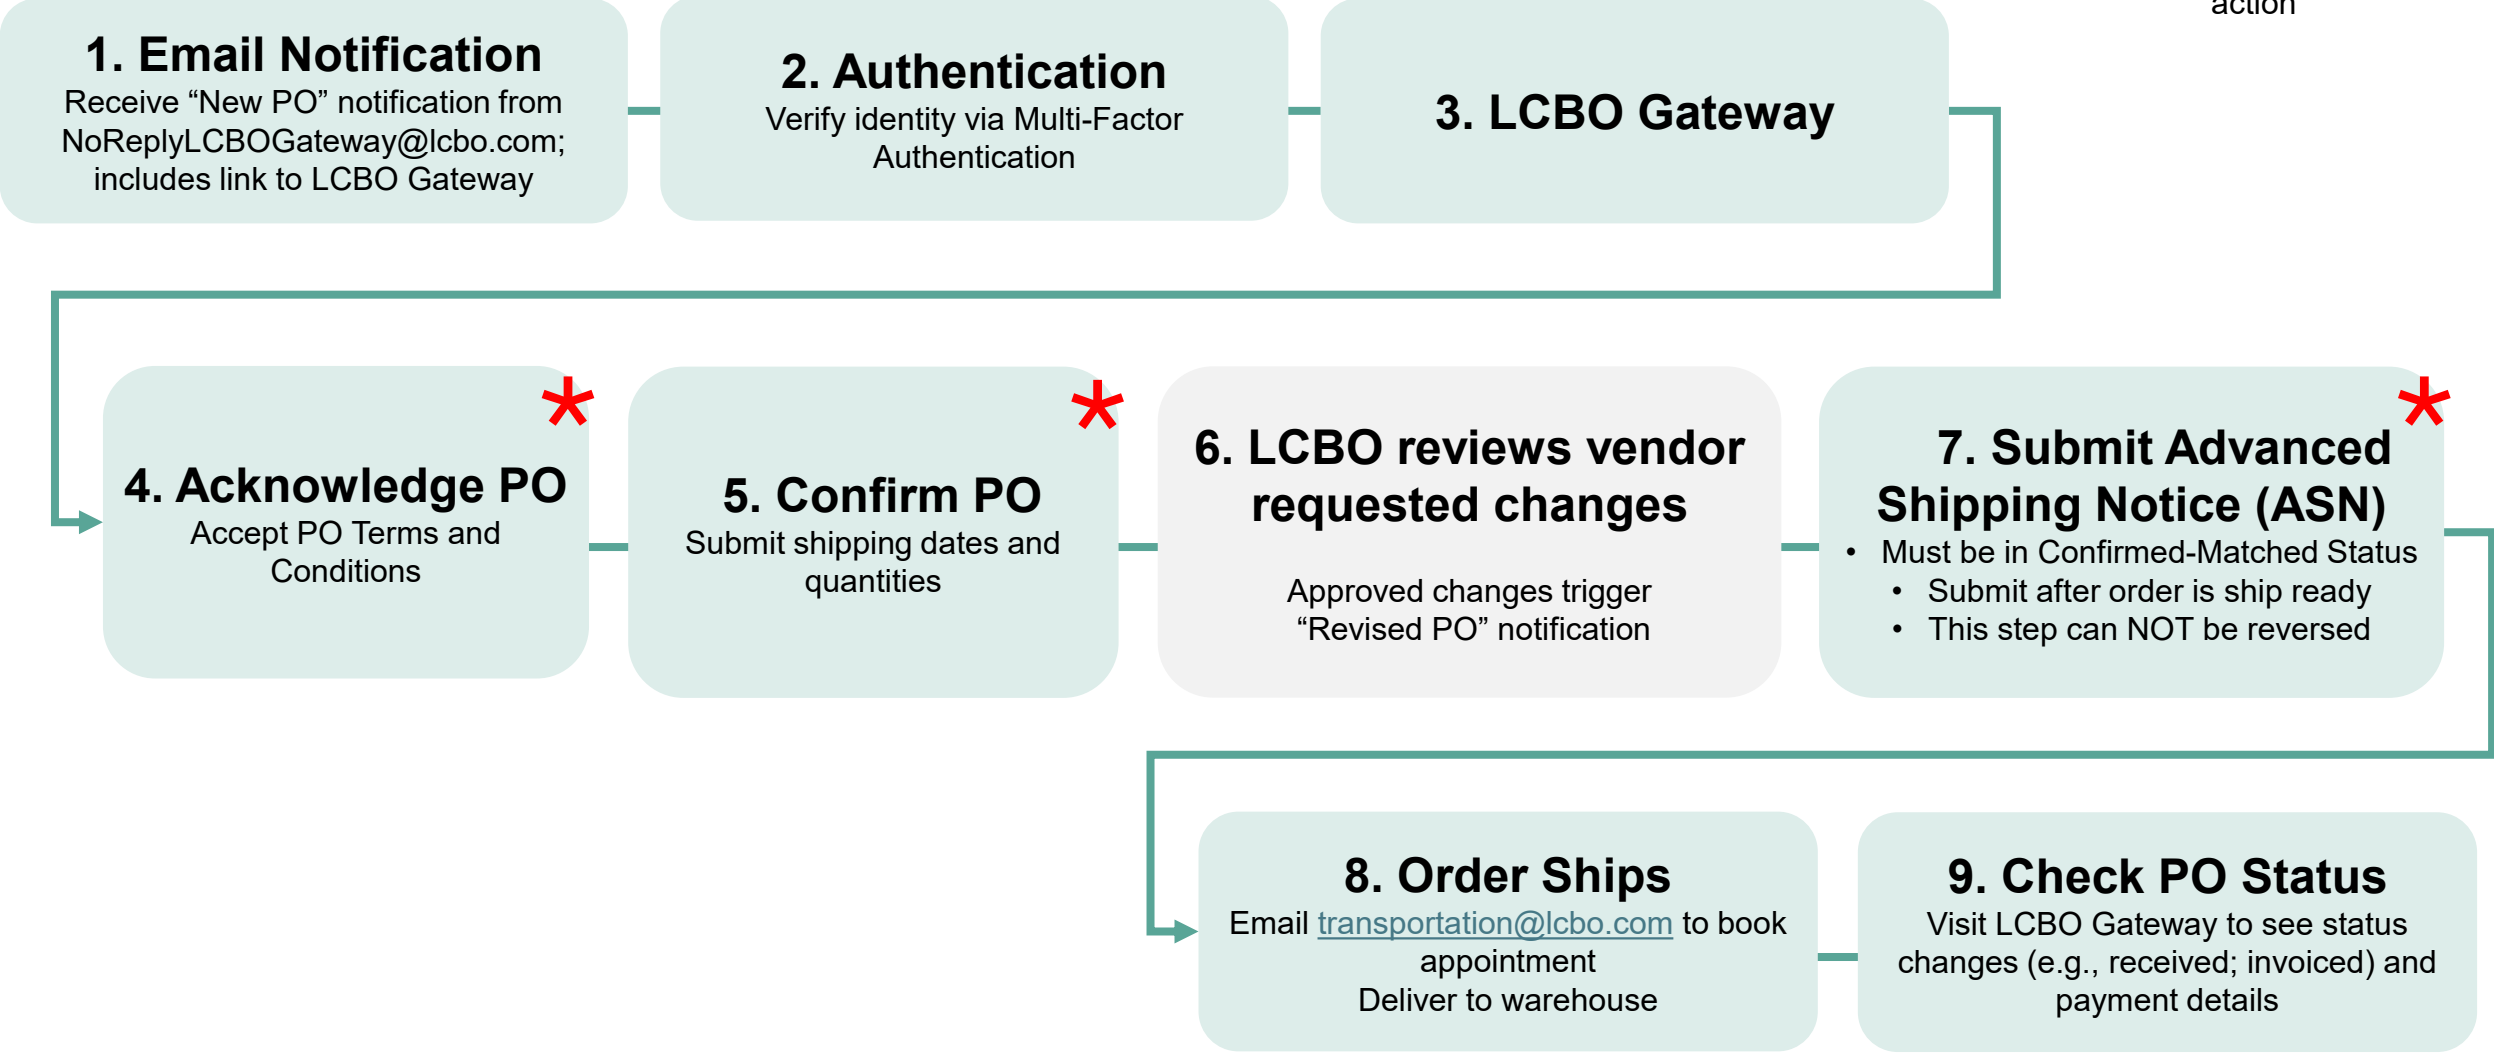 action
1. Email Notification
Receive “New PO” notification from
NoReplyLCBOGateway@lcbo.com;
includes link to LCBO Gateway
2. Authentication
Verify identity via Multi-Factor
Authentication
3. LCBO Gateway
*
4. Acknowledge PO
Accept PO Terms and
Conditions
*
5. Confirm PO
Submit shipping dates and
quantities
6. LCBO reviews vendor
requested changes
Approved changes trigger
“Revised PO” notification
*
7. Submit Advanced
Shipping Notice (ASN)
• Must be in Confirmed-Matched Status
• Submit after order is ship ready
• This step can NOT be reversed
8. Order Ships
Email transportation@lcbo.com to book
appointment
Deliver to warehouse
9. Check PO Status
Visit LCBO Gateway to see status
changes (e.g., received; invoiced) and
payment details